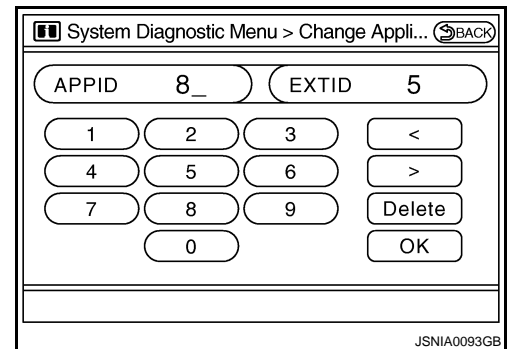 System Diagnostic Menu > Change Appli... BACK
APPID 8_ EXTID 5
1 2 3 <
4 5 6 >
7 8 9 Delete
0 OK
JSNIA0093GB